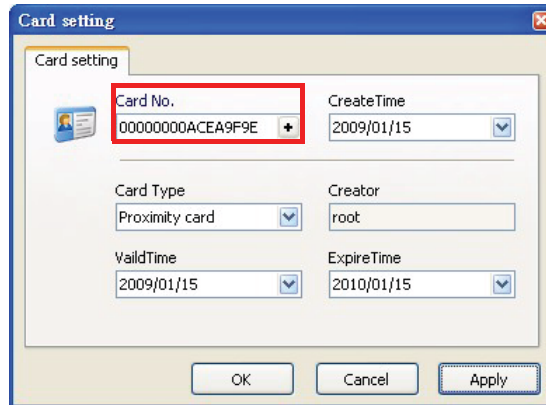 Card setting
Card setting
Card No.
00000000ACEA9F9E +
CreateTime
2009/01/15
Card Type
Proximity card
Creator
root
VaildTime
2009/01/15
ExpireTime
2010/01/15
OK
Cancel
Apply